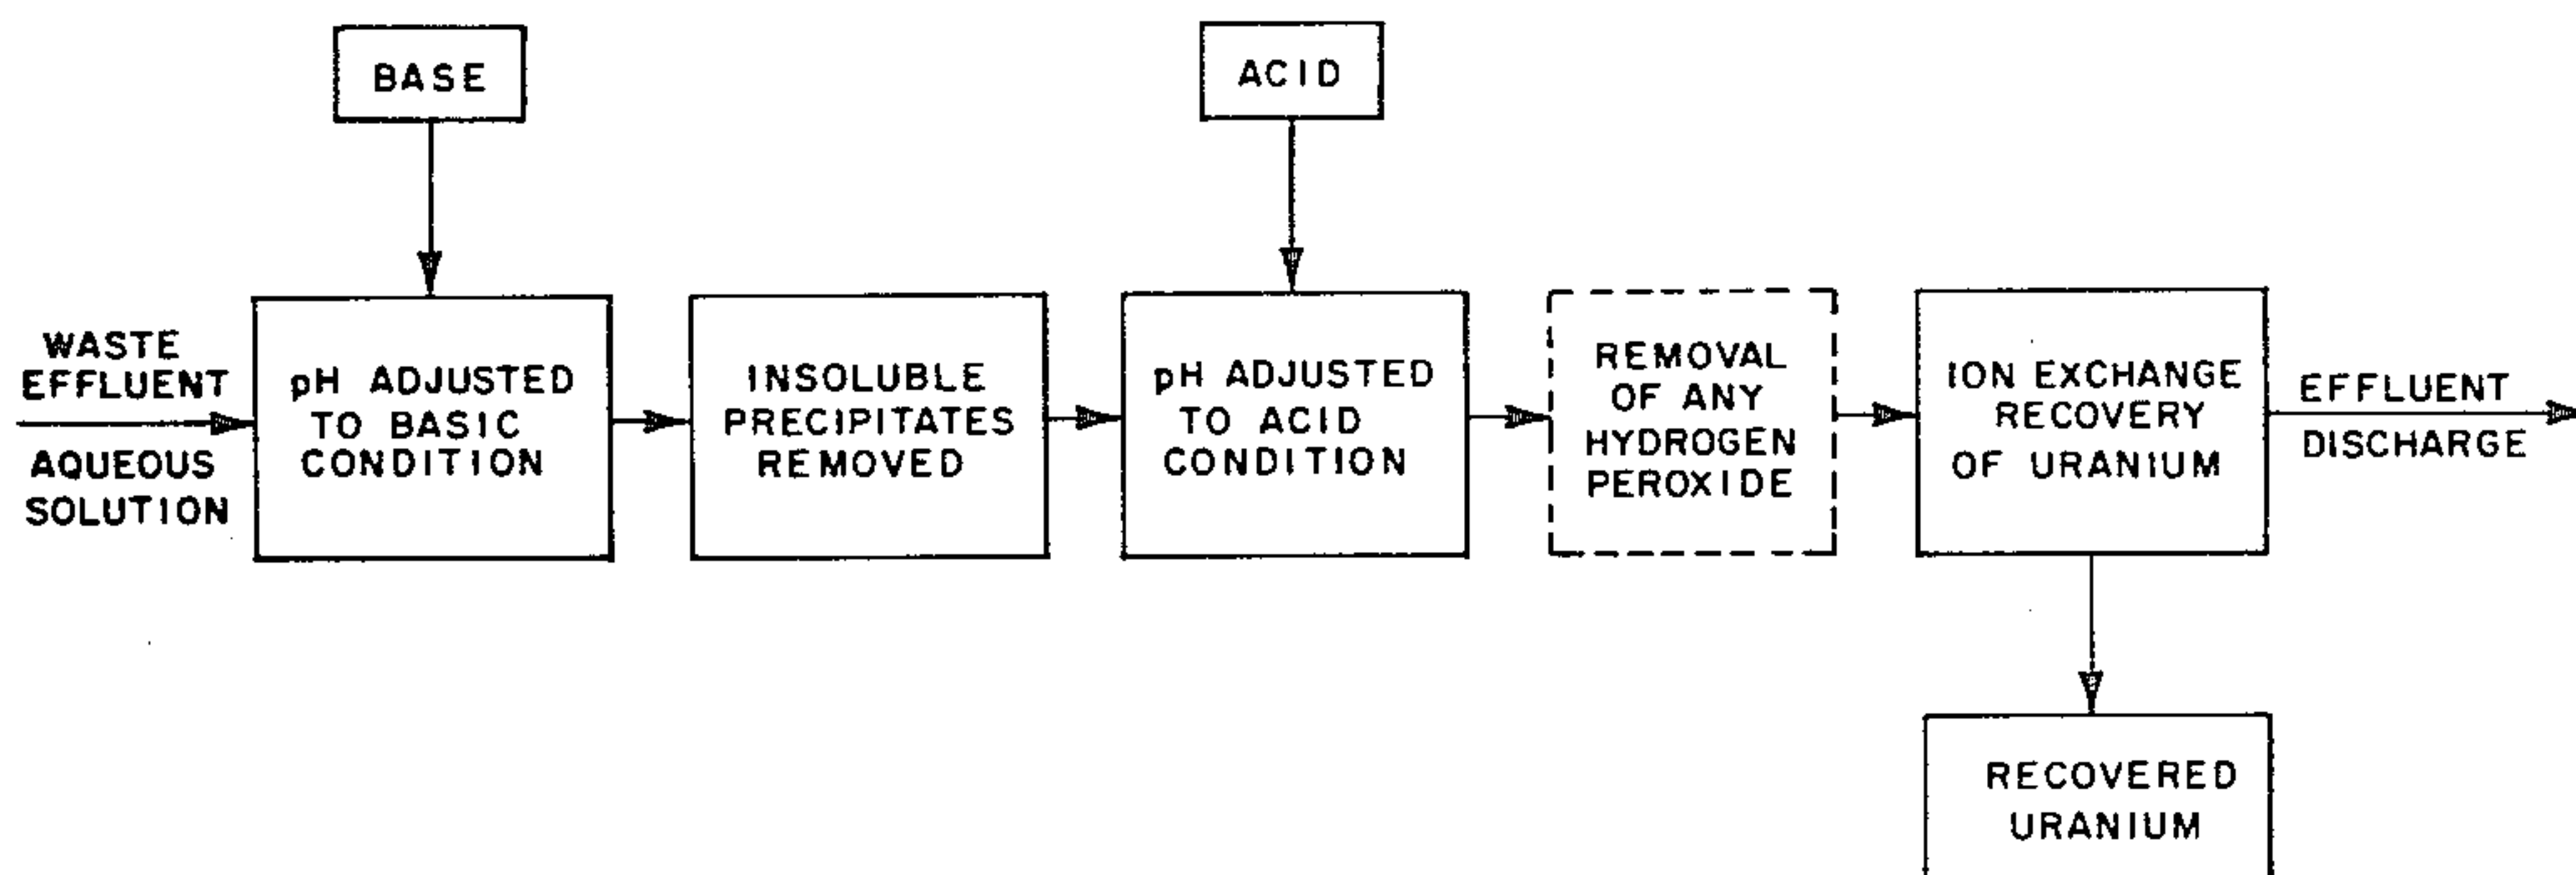 BASE
ACID
WASTE
EFFLUENT
AQUEOUS
SOLUTION
pH ADJUSTED
TO BASIC
CONDITION
INSOLUBLE
PRECIPITATES
REMOVED
pH ADJUSTED
TO ACID
CONDITION
REMOVAL
OF ANY
HYDROGEN
PEROXIDE
ION EXCHANGE
RECOVERY
OF URANIUM
EFFLUENT
DISCHARGE
RECOVERED
URANIUM